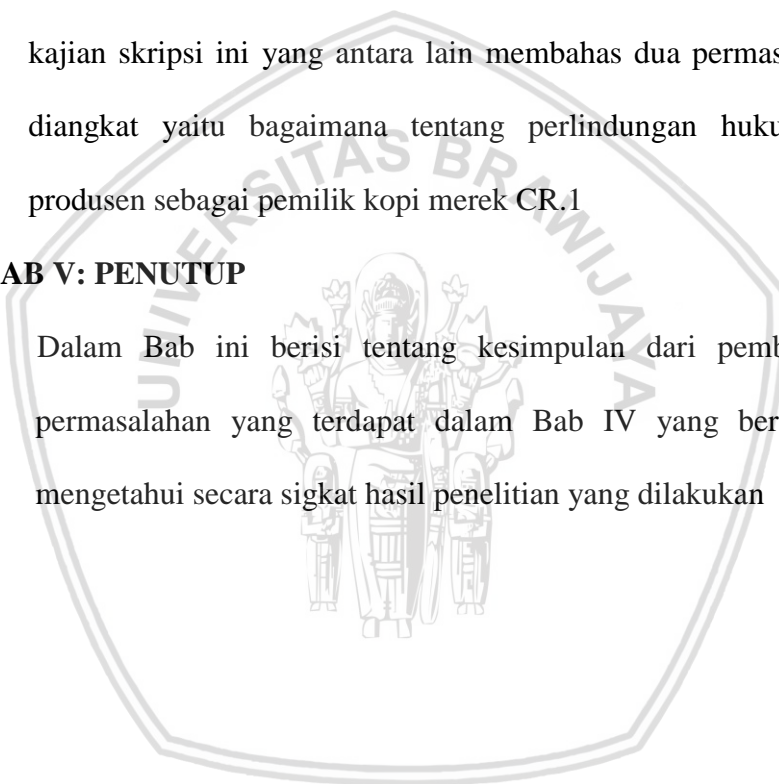 kajian skripsi ini yang antara lain membahas dua permas
diangkat yaitu bagaimana tentang perlindungan huku
produsen sebagai pemilik kopi merek CR.1
AB V: PENUTUP
Dalam Bab ini berisi tentang kesimpulan dari pemb
permasalahan yang terdapat dalam Bab IV yang ber
mengetahui secara sigkat hasil penelitian yang dilakukan
UNIVERSITAS BRAWIJAYA